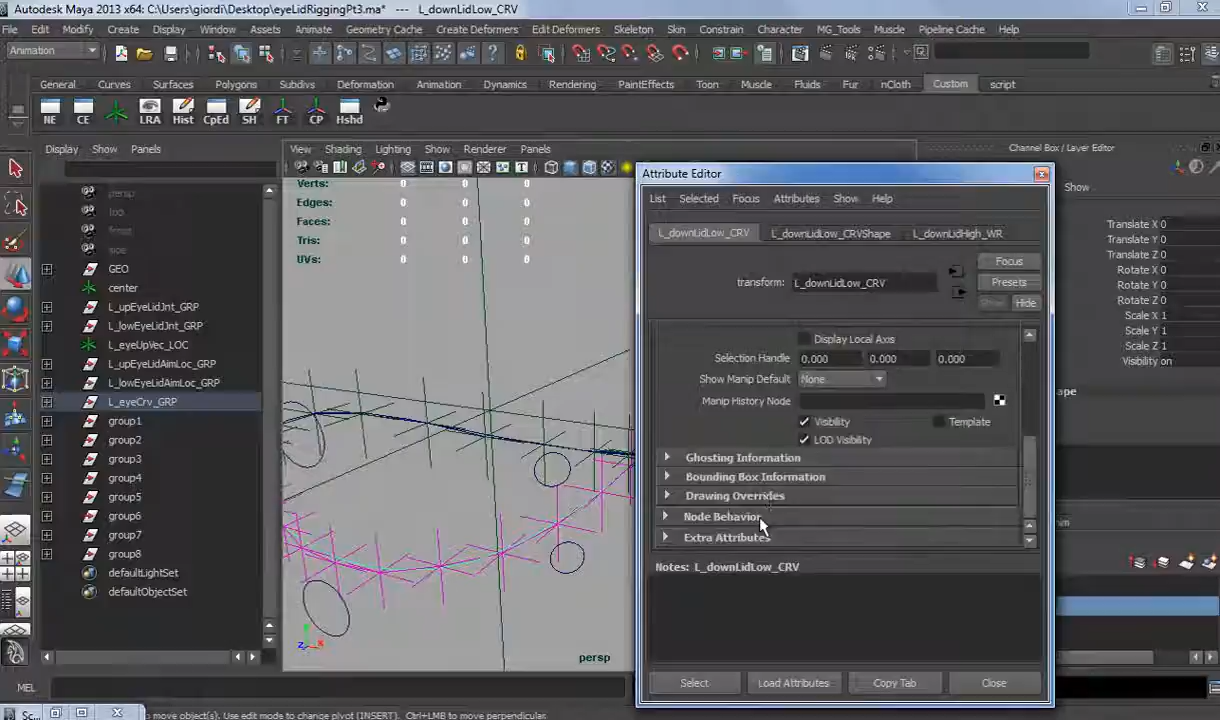 Autodesk Maya 2013 x64: C:\Users\giordi\Desktop\eyeLidRiggingPt3.ma* --- L_downLidLow_CRV
File Edit Modify Create Display Window Assets Animate Geometry Cache Create Deformers Edit Deformers Skeleton Skin Constrain Character MG_Tools Muscle Pipeline Cache Help
Animation
General Curves Surfaces Polygons Subdivs Deformation Animation Dynamics Rendering PaintEffects Toon Muscle Fluids Fur nCloth Custom script
NE CE LRA Hist CpEd SH FT CP Hshd
Display Show Panels
View Shading Lighting Show Renderer Panels
Channel Box / Layer Editor
Attribute Editor
Show
List Selected Focus Attributes Show Help
persp
top
front
side
GEO
center
L_upEyeLidJnt_GRP
L_lowEyeLidJnt_GRP
L_eyeUpVec_LOC
L_upEyeLidAimLoc_GRP
L_lowEyeLidAimLoc_GRP
L_eyeCrv_GRP
group1
group2
group3
group4
group5
group6
group7
group8
defaultLightSet
defaultObjectSet
Verts: 0 0 0
Edges: 0 0 0
Faces: 0 0 0
Tris: 0 0 0
UVs: 0 0 0
persp
L_downLidLow_CRV L_downLidLow_CRVShape L_downLidHigh_WR
Focus
transform: L_downLidLow_CRV
Presets
Show Hide
Display Local Axis
Selection Handle 0.000 0.000 0.000
Show Manip Default None
Manip History Node
Visibility Template
LOD Visibility
Ghosting Information
Bounding Box Information
Drawing Overrides
Node Behavior
Extra Attributes
Notes: L_downLidLow_CRV
Select Load Attributes Copy Tab Close
Translate X 0
Translate Y 0
Translate Z 0
Rotate X 0
Rotate Y 0
Rotate Z 0
Scale X 1
Scale Y 1
Scale Z 1
Visibility on
ape
MEL
Sc...
to move object(s). Use edit mode to change pivot (INSERT). Ctrl+LMB to move perpendicular.